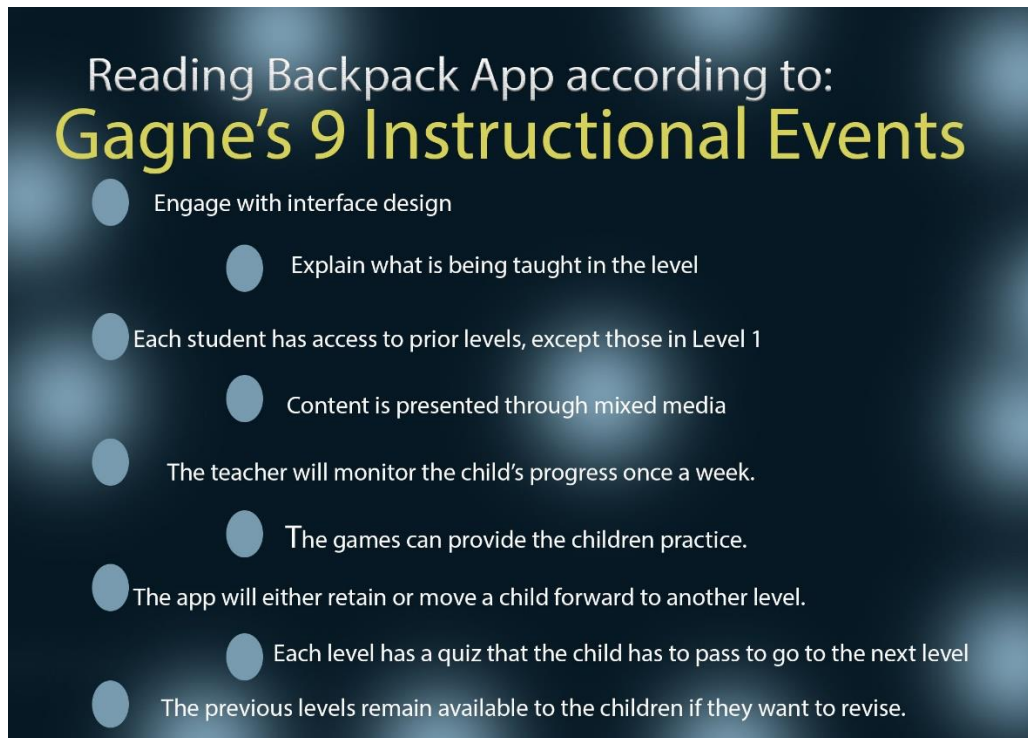 Reading Backpack App according to:
Gagne's 9 Instructional Events
Engage with interface design
Explain what is being taught in the level
Each student has access to prior levels, except those in Level 1
Content is presented through mixed media
The teacher will monitor the child's progress once a week.
The games can provide the children practice.
The app will either retain or move a child forward to another level.
Each level has a quiz that the child has to pass to go to the next level
The previous levels remain available to the children if they want to revise.